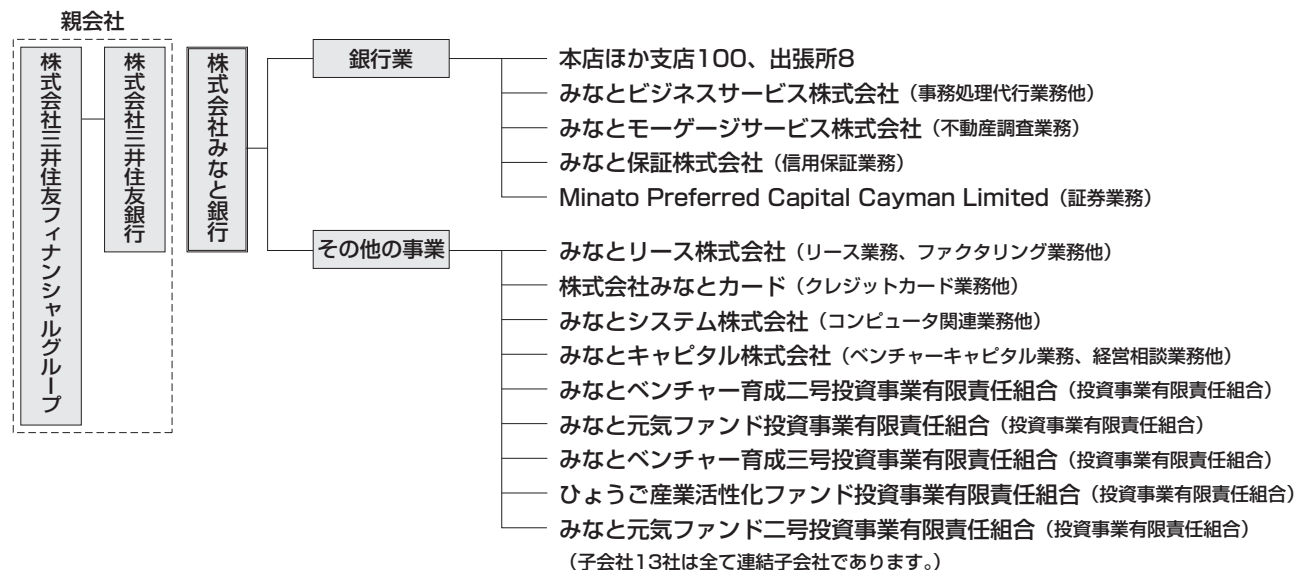 親会社
株式会社三井住友フィナンシャルグループ
株式会社三井住友銀行
株式会社みなと銀行
銀行業
本店ほか支店100、出張所8
みなとビジネスサービス株式会社（事務処理代行業務他）
みなとモーゲージサービス株式会社（不動産調査業務）
みなと保証株式会社（信用保証業務）
Minato Preferred Capital Cayman Limited（証券業務）
その他の事業
みなとリース株式会社（リース業務、ファクタリング業務他）
株式会社みなとカード（クレジットカード業務他）
みなとシステム株式会社（コンピュータ関連業務他）
みなとキャピタル株式会社（ベンチャーキャピタル業務、経営相談業務他）
みなとベンチャー育成二号投資事業有限責任組合（投資事業有限責任組合）
みなと元気ファンド投資事業有限責任組合（投資事業有限責任組合）
みなとベンチャー育成三号投資事業有限責任組合（投資事業有限責任組合）
ひょうご産業活性化ファンド投資事業有限責任組合（投資事業有限責任組合）
みなと元気ファンド二号投資事業有限責任組合（投資事業有限責任組合）
（子会社13社は全て連結子会社であります。）